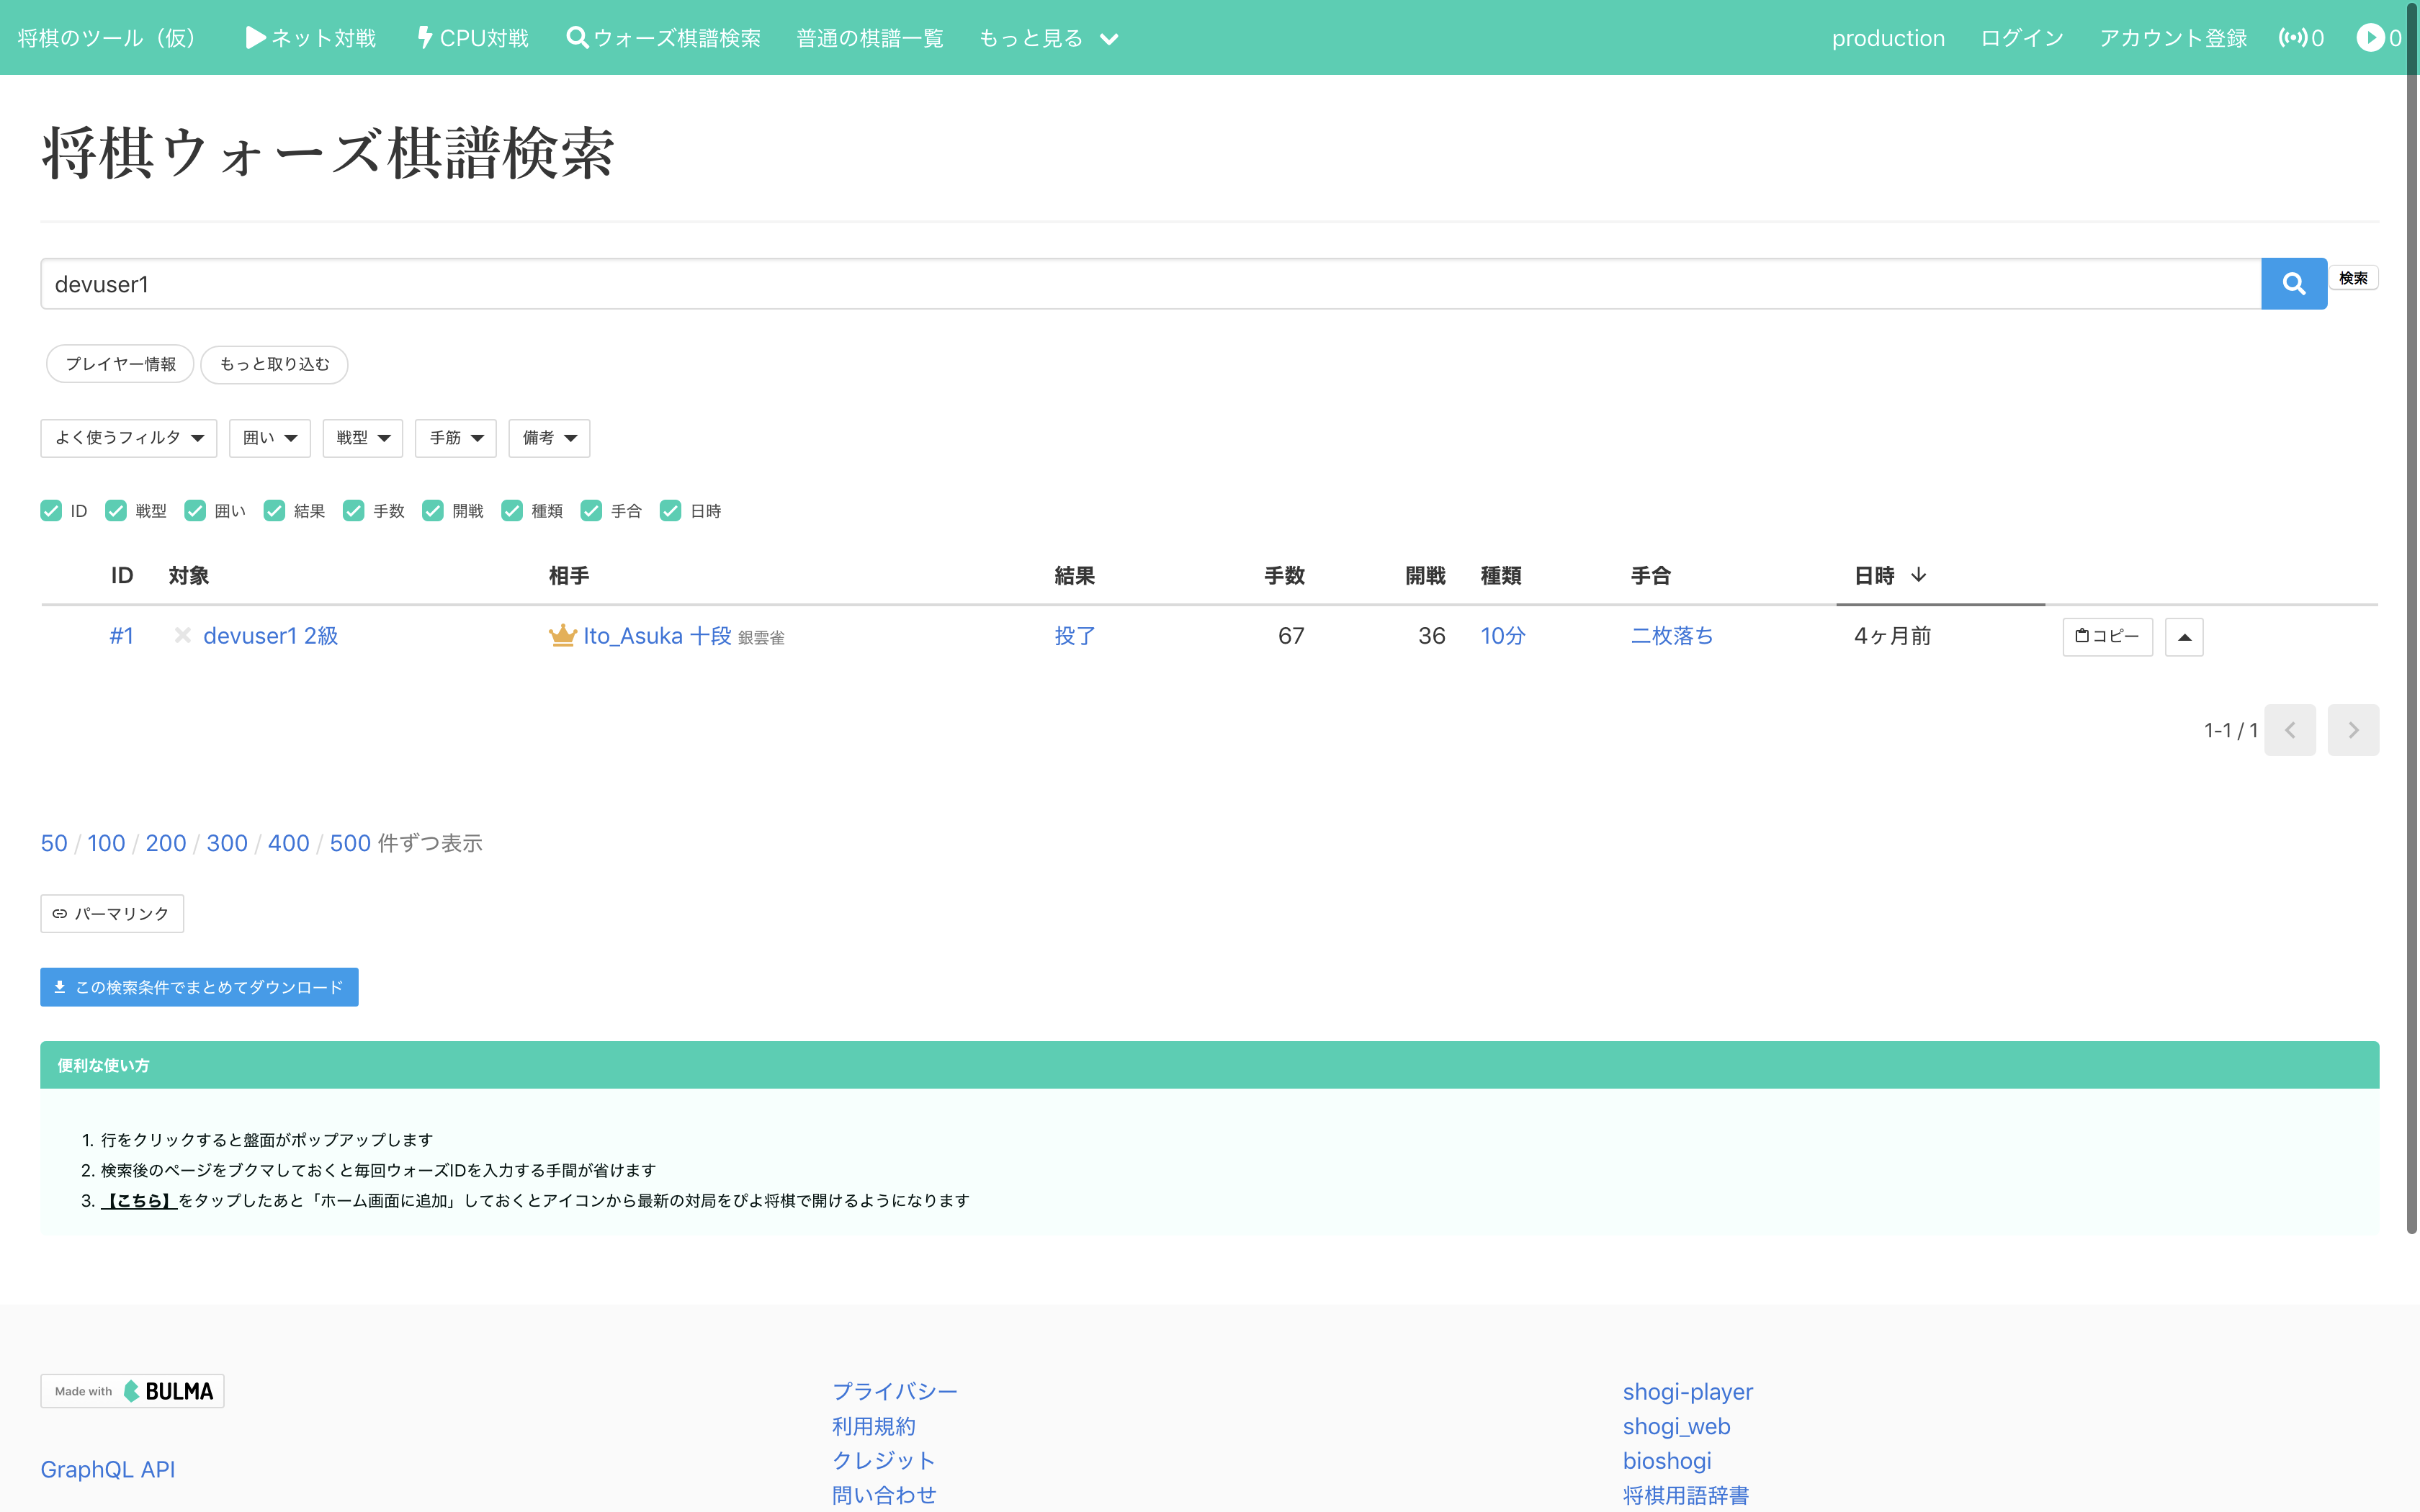 将棋のツール（仮） ネット対戦 CPU対戦 ウォーズ棋譜検索 普通の棋譜一覧 もっと見る production ログイン アカウント登録 0 0
将棋ウォーズ棋譜検索
devuser1 検索
プレイヤー情報 もっと取り込む
よく使うフィルタ 囲い 戦型 手筋 備考
ID 戦型 囲い 結果 手数 開戦 種類 手合 日時
ID 対象 相手 結果 手数 開戦 種類 手合 日時
#1 devuser1 2級 Ito_Asuka 十段 銀雲雀 投了 67 36 10分 二枚落ち 4ヶ月前 コピー
1-1 / 1
50 / 100 / 200 / 300 / 400 / 500 件ずつ表示
パーマリンク
この検索条件でまとめてダウンロード
便利な使い方
1. 行をクリックすると盤面がポップアップします
2. 検索後のページをブクマしておくと毎回ウォーズIDを入力する手間が省けます
3. 【こちら】をタップしたあと「ホーム画面に追加」しておくとアイコンから最新の対局をぴよ将棋で開けるようになります
Made with BULMA
GraphQL API
プライバシー
利用規約
クレジット
問い合わせ
shogi-player
shogi_web
bioshogi
将棋用語辞書